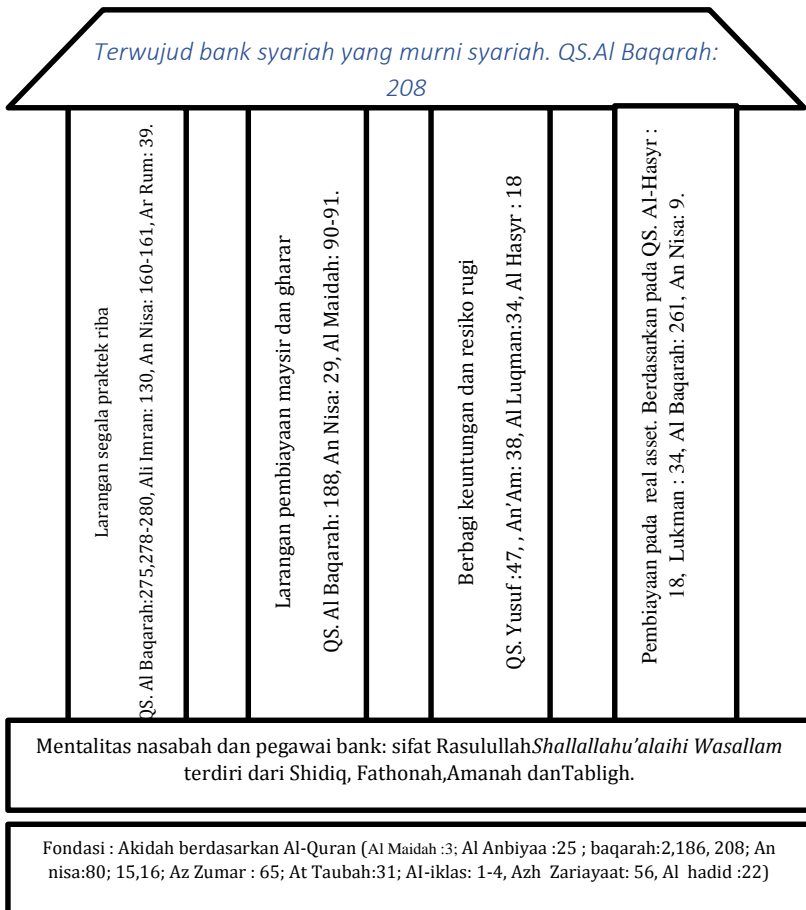 Terwujud bank syariah yang murni syariah. QS.Al Baqarah:
208
Larangan segala praktek riba
QS. Al Baqarah:275,278-280, Ali Imran: 130, An Nisa: 160-161, Ar Rum: 39.
Larangan pembiayaan maysir dan gharar
QS. Al Baqarah: 188, An Nisa: 29, Al Maidah: 90-91.
Berbagi keuntungan dan resiko rugi
QS. Yusuf :47, , An’Am: 38, Al Luqman:34, Al Hasyr : 18
Pembiayaan pada real asset. Berdasarkan pada QS. Al-Hasyr :
18, Lukman : 34, Al Baqarah: 261, An Nisa: 9.
Mentalitas nasabah dan pegawai bank: sifat RasulullahShallallahu’alaihi Wasallam
terdiri dari Shidiq, Fathonah,Amanah danTabligh.
Fondasi : Akidah berdasarkan Al-Quran (Al Maidah :3; Al Anbiyaa :25 ; baqarah:2,186, 208; An
nisa:80; 15,16; Az Zumar : 65; At Taubah:31; AI-iklas: 1-4, Azh Zariayaat: 56, Al hadid :22)